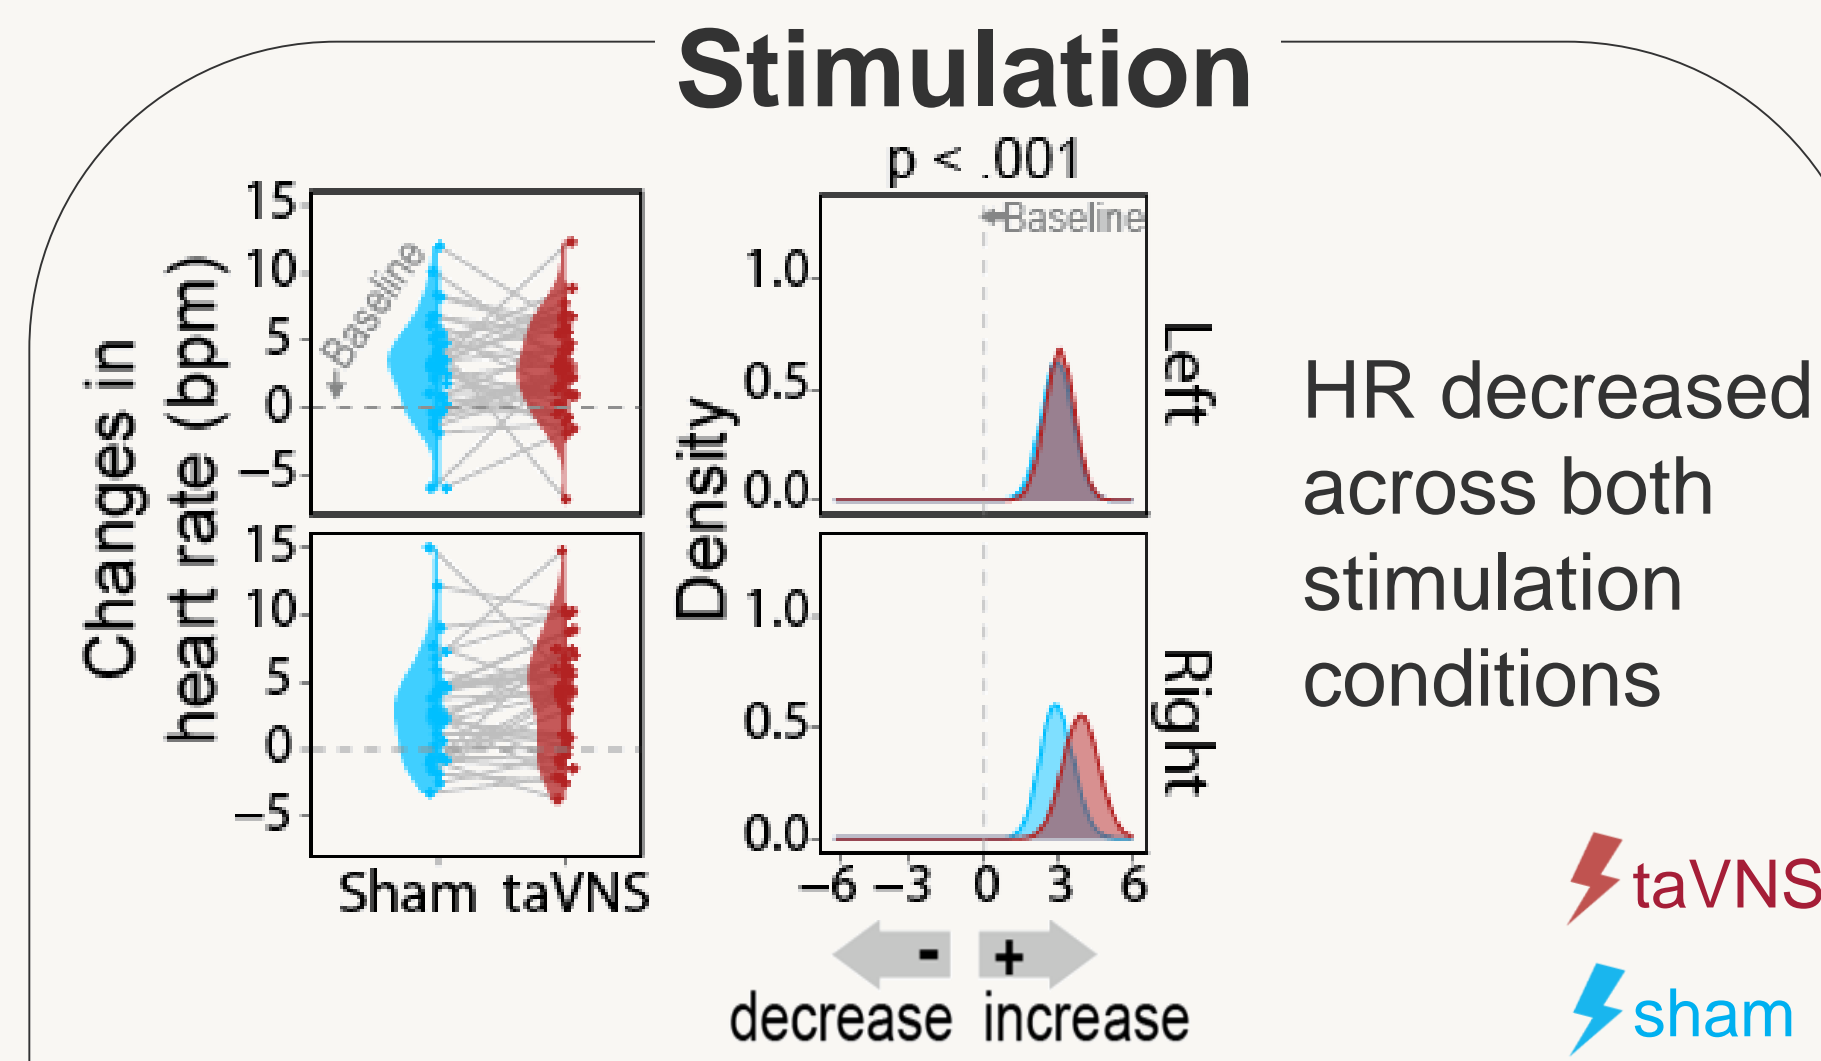 Stimulation
p < .001
Changes in
heart rate (bpm)
15
10
5
0
−5
Baseline
15
10
5
0
−5
Sham taVNS
Density
1.0
0.5
0.0
Baseline
Left
1.0
0.5
0.0
Right
−6 −3 0 3 6
- +
decrease increase
HR decreased
across both
stimulation
conditions
taVNS
sham